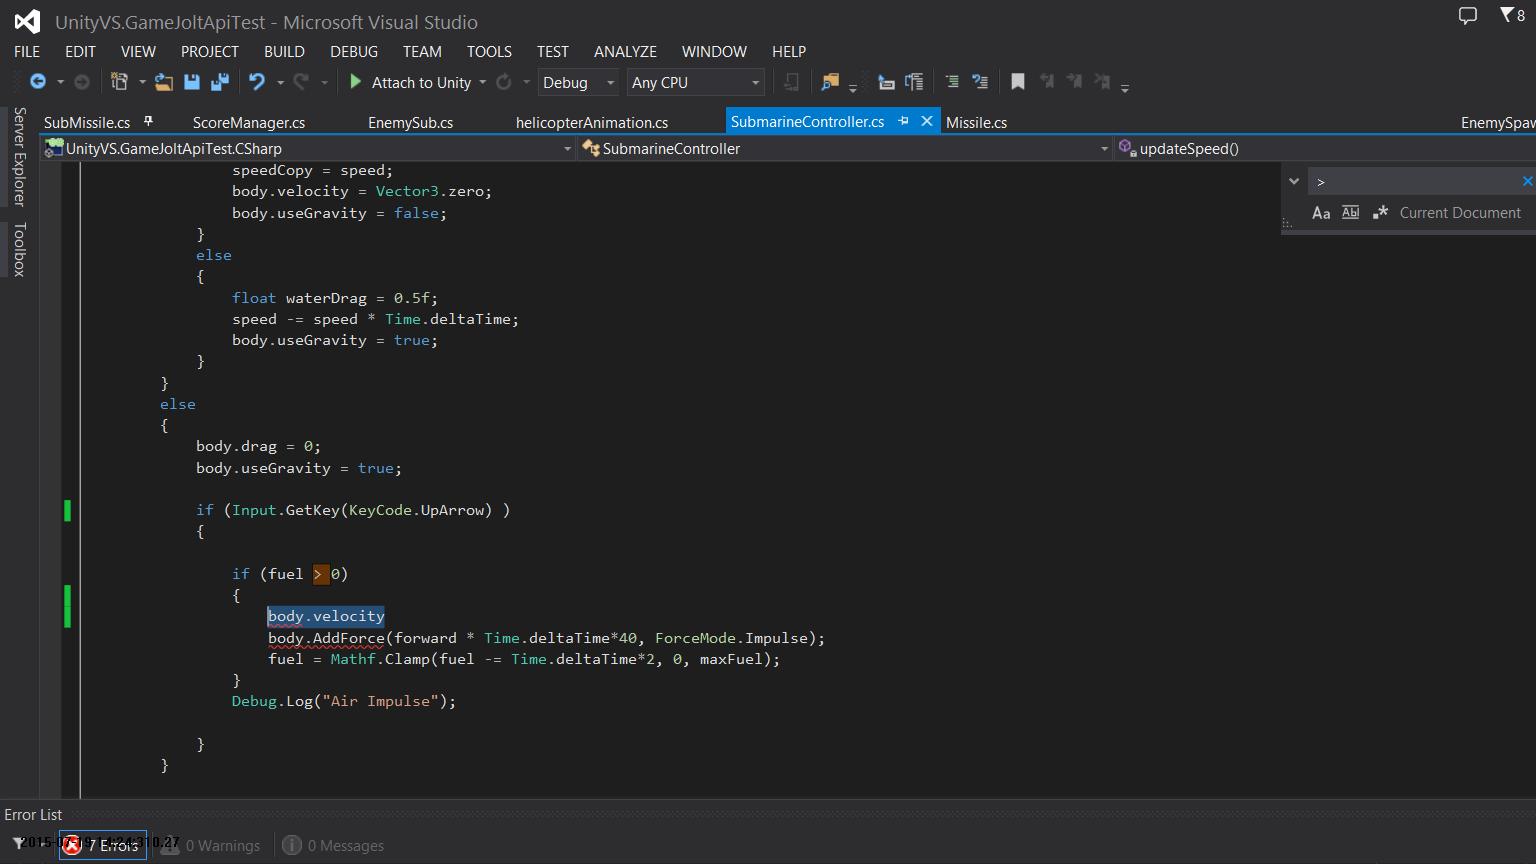 UnityVS.GameJoltApiTest - Microsoft Visual Studio
8
FILE EDIT VIEW PROJECT BUILD DEBUG TEAM TOOLS TEST ANALYZE WINDOW HELP
Attach to Unity Debug Any CPU
Server Explorer
Toolbox
SubMissile.cs ScoreManager.cs EnemySub.cs helicopterAnimation.cs SubmarineController.cs Missile.cs EnemySpaw
UnityVS.GameJoltApiTest.CSharp SubmarineController updateSpeed()
>
Aa Abl .* Current Document
speedCopy = speed;
body.velocity = Vector3.zero;
body.useGravity = false;
}
else
{
float waterDrag = 0.5f;
speed -= speed * Time.deltaTime;
body.useGravity = true;
}
}
else
{
body.drag = 0;
body.useGravity = true;
if (Input.GetKey(KeyCode.UpArrow) )
{
if (fuel > 0)
{
body.velocity
body.AddForce(forward * Time.deltaTime*40, ForceMode.Impulse);
fuel = Mathf.Clamp(fuel -= Time.deltaTime*2, 0, maxFuel);
}
Debug.Log("Air Impulse");
}
}
Error List
7 Errors 0 Warnings 0 Messages